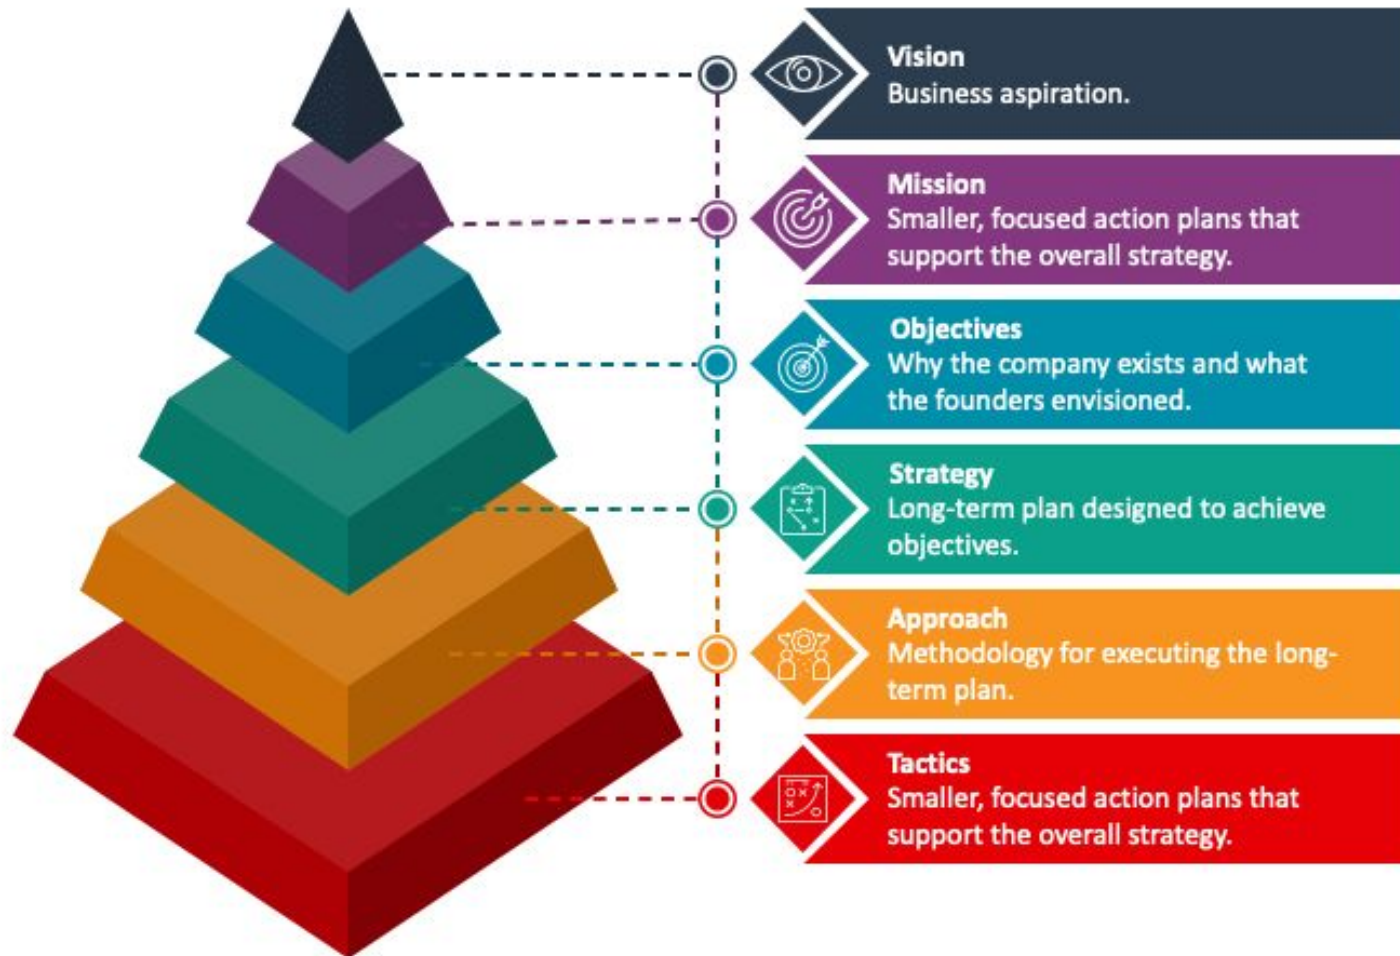 Vision
Business aspiration.
Mission
Smaller, focused action plans that
support the overall strategy.
Objectives
Why the company exists and what
the founders envisioned.
Strategy
Long-term plan designed to achieve
objectives.
Approach
Methodology for executing the long-
term plan.
Tactics
Smaller, focused action plans that
support the overall strategy.